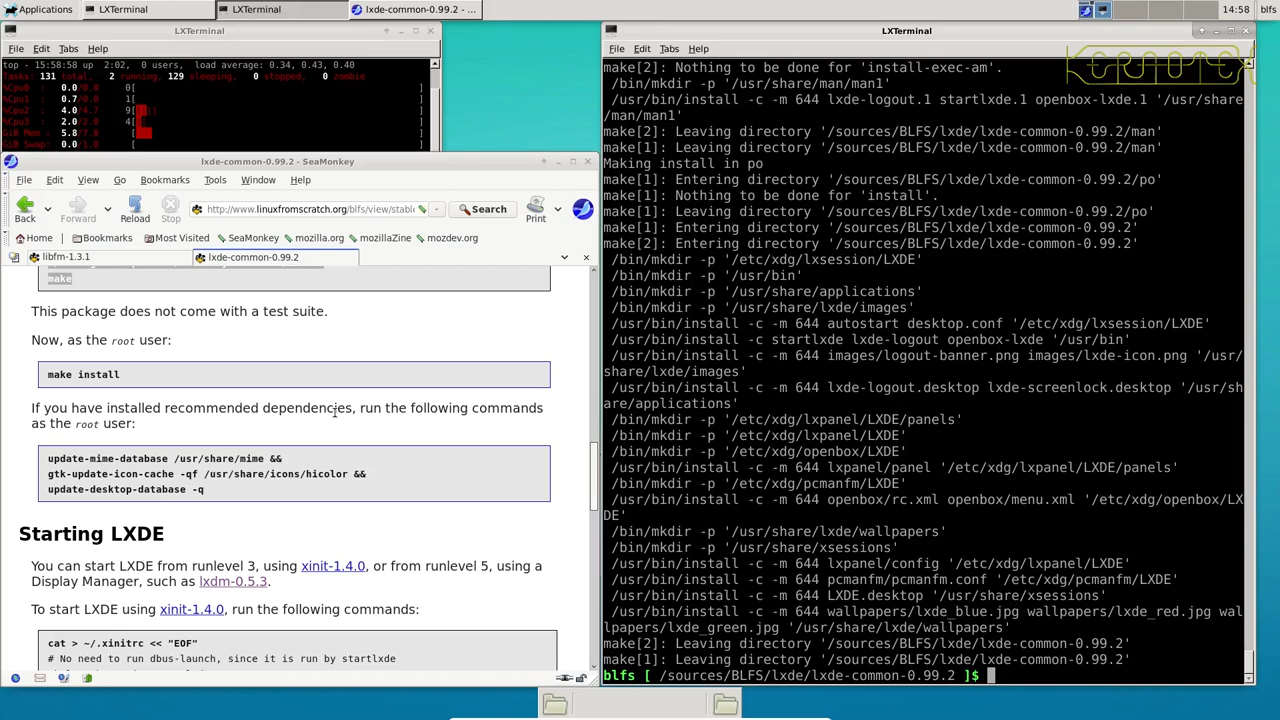 Applications
LXTerminal
LXTerminal
lxde-common-0.99.2 - ...
14:58
blfs
LXTerminal
File Edit Tabs Help
top - 15:58:58 up 2:02, 0 users, load average: 0.34, 0.43, 0.40
Tasks: 131 total, 2 running, 129 sleeping, 0 stopped, 0 zombie
%Cpu0 : 0.0/0.0 0[ ]
%Cpu1 : 0.7/0.0 1[ ]
%Cpu2 : 4.0/4.7 9[|||| ]
%Cpu3 : 2.0/2.0 4[ ]
GiB Mem : 5.8/7.0 [ ]
GiB Swap: 0.0/1.0 [ ]
lxde-common-0.99.2 - SeaMonkey
File Edit View Go Bookmarks Tools Window Help
Back Forward Reload Stop
http://www.linuxfromscratch.org/blfs/view/stable
Search
Print
Home Bookmarks Most Visited SeaMonkey mozilla.org mozillaZine mozdev.org
libfm-1.3.1
lxde-common-0.99.2
make
This package does not come with a test suite.
Now, as the root user:
make install
If you have installed recommended dependencies, run the following commands
as the root user:
update-mime-database /usr/share/mime &&
gtk-update-icon-cache -qf /usr/share/icons/hicolor &&
update-desktop-database -q
Starting LXDE
You can start LXDE from runlevel 3, using xinit-1.4.0, or from runlevel 5, using a
Display Manager, such as lxdm-0.5.3.
To start LXDE using xinit-1.4.0, run the following commands:
cat > ~/.xinitrc << "EOF"
# No need to run dbus-launch, since it is run by startlxde
LXTerminal
File Edit Tabs Help
make[2]: Nothing to be done for 'install-exec-am'.
/bin/mkdir -p '/usr/share/man/man1'
/usr/bin/install -c -m 644 lxde-logout.1 startlxde.1 openbox-lxde.1 '/usr/share
/man/man1'
make[2]: Leaving directory '/sources/BLFS/lxde/lxde-common-0.99.2/man'
make[1]: Leaving directory '/sources/BLFS/lxde/lxde-common-0.99.2/man'
Making install in po
make[1]: Entering directory '/sources/BLFS/lxde/lxde-common-0.99.2/po'
make[1]: Nothing to be done for 'install'.
make[1]: Leaving directory '/sources/BLFS/lxde/lxde-common-0.99.2/po'
make[1]: Entering directory '/sources/BLFS/lxde/lxde-common-0.99.2'
make[2]: Entering directory '/sources/BLFS/lxde/lxde-common-0.99.2'
/bin/mkdir -p '/etc/xdg/lxsession/LXDE'
/bin/mkdir -p '/usr/bin'
/bin/mkdir -p '/usr/share/applications'
/bin/mkdir -p '/usr/share/lxde/images'
/usr/bin/install -c -m 644 autostart desktop.conf '/etc/xdg/lxsession/LXDE'
/usr/bin/install -c startlxde lxde-logout openbox-lxde '/usr/bin'
/usr/bin/install -c -m 644 images/logout-banner.png images/lxde-icon.png '/usr/
share/lxde/images'
/usr/bin/install -c -m 644 lxde-logout.desktop lxde-screenlock.desktop '/usr/sh
are/applications'
/bin/mkdir -p '/etc/xdg/lxpanel/LXDE/panels'
/bin/mkdir -p '/etc/xdg/lxpanel/LXDE'
/bin/mkdir -p '/etc/xdg/openbox/LXDE'
/usr/bin/install -c -m 644 lxpanel/panel '/etc/xdg/lxpanel/LXDE/panels'
/bin/mkdir -p '/etc/xdg/pcmanfm/LXDE'
/usr/bin/install -c -m 644 openbox/rc.xml openbox/menu.xml '/etc/xdg/openbox/LX
DE'
/bin/mkdir -p '/usr/share/lxde/wallpapers'
/bin/mkdir -p '/usr/share/xsessions'
/usr/bin/install -c -m 644 lxpanel/config '/etc/xdg/lxpanel/LXDE'
/usr/bin/install -c -m 644 pcmanfm/pcmanfm.conf '/etc/xdg/pcmanfm/LXDE'
/usr/bin/install -c -m 644 LXDE.desktop '/usr/share/xsessions'
/usr/bin/install -c -m 644 wallpapers/lxde_blue.jpg wallpapers/lxde_red.jpg wal
lpapers/lxde_green.jpg '/usr/share/lxde/wallpapers'
make[2]: Leaving directory '/sources/BLFS/lxde/lxde-common-0.99.2'
make[1]: Leaving directory '/sources/BLFS/lxde/lxde-common-0.99.2'
blfs [ /sources/BLFS/lxde/lxde-common-0.99.2 ]$